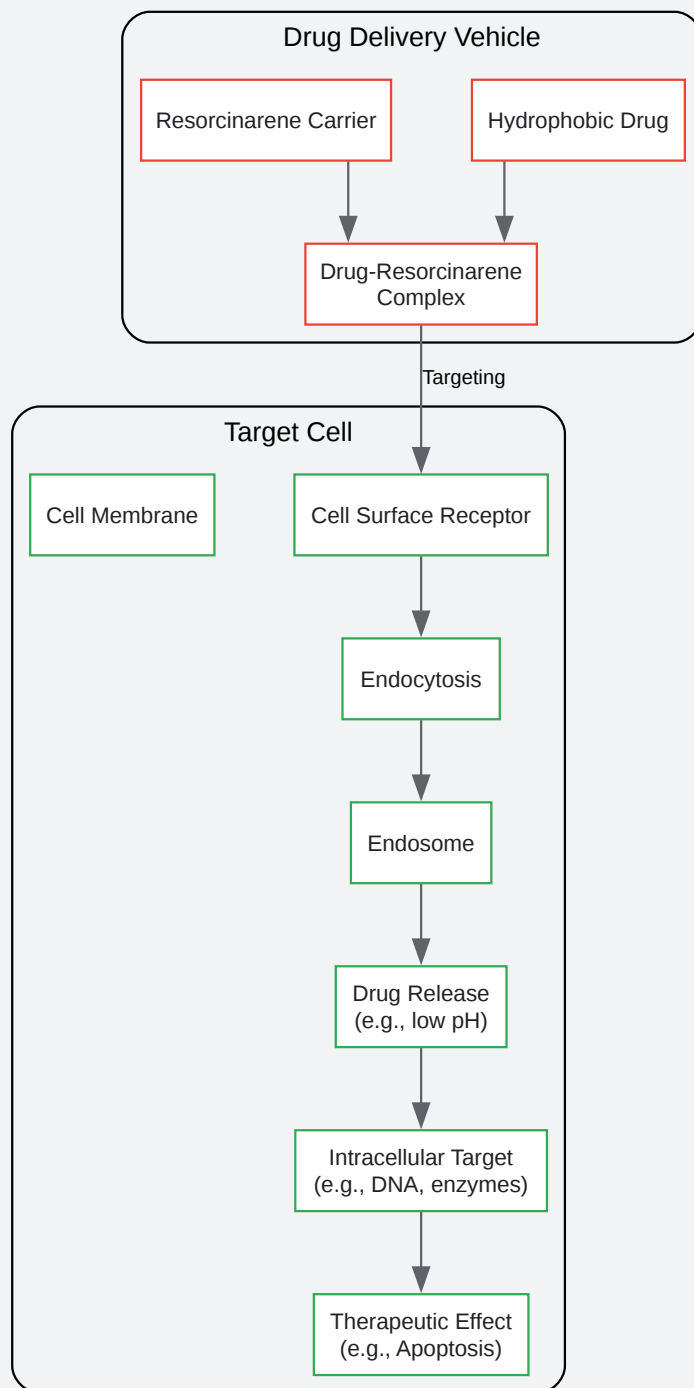 Drug Delivery Vehicle
Resorcinarene Carrier
Hydrophobic Drug
Drug-Resorcinarene
Complex
Targeting
Target Cell
Cell Membrane
Cell Surface Receptor
Endocytosis
Endosome
Drug Release
(e.g., low pH)
Intracellular Target
(e.g., DNA, enzymes)
Therapeutic Effect
(e.g., Apoptosis)